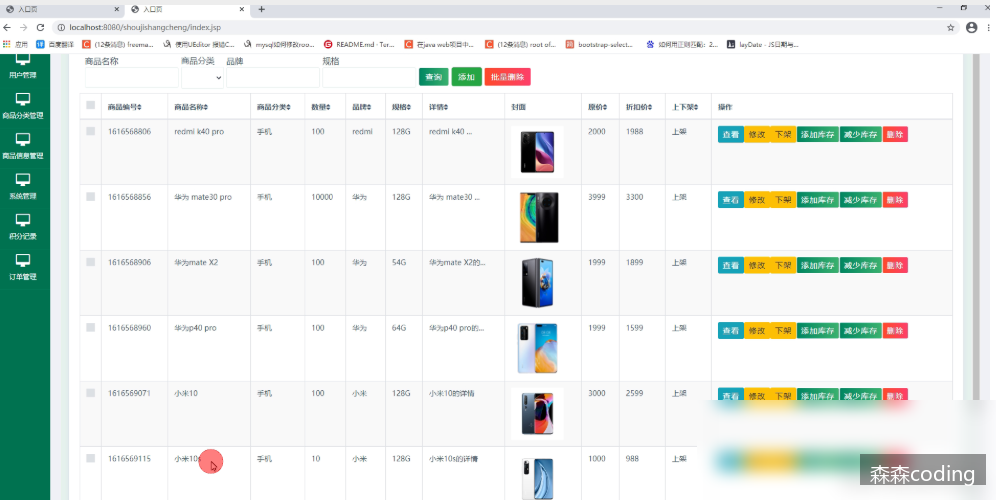 入口页 入口页
localhost:8080/shoujishangcheng/index.jsp
应用 百度翻译 (12条消息) freema... 使用UEditor 报错C... mysql如何修改roo... README.md · Ter... 在java web项目中... (12条消息) root of... bootstrap-select... 如何用正则匹配: 2... layDate - JS日期与...
用户管理
商品分类管理
商品信息管理
系统管理
积分记录
订单管理
商品名称 商品分类 品牌 规格
查询 添加 批量删除
商品编号 商品名称 商品分类 数量 品牌 规格 详情 封面 原价 折扣价 上下架 操作
1616568806 redmi k40 pro 手机 100 redmi 128G redmi k40 ... 2000 1988 上架 查看 修改 下架 添加库存 减少库存 删除
1616568856 华为 mate30 pro 手机 10000 华为 128G 华为 mate30 ... 3999 3300 上架 查看 修改 下架 添加库存 减少库存 删除
1616568906 华为mate X2 手机 100 华为 54G 华为mate X2的... 1999 1899 上架 查看 修改 下架 添加库存 减少库存 删除
1616568960 华为p40 pro 手机 100 华为 64G 华为p40 pro的... 1999 1599 上架 查看 修改 下架 添加库存 减少库存 删除
1616569071 小米10 手机 100 小米 128G 小米10的详情 3000 2599 上架 查看 修改 下架 添加库存 减少库存 删除
1616569115 小米10s 手机 10 小米 128G 小米10s的详情 1000 988 上架
森森coding